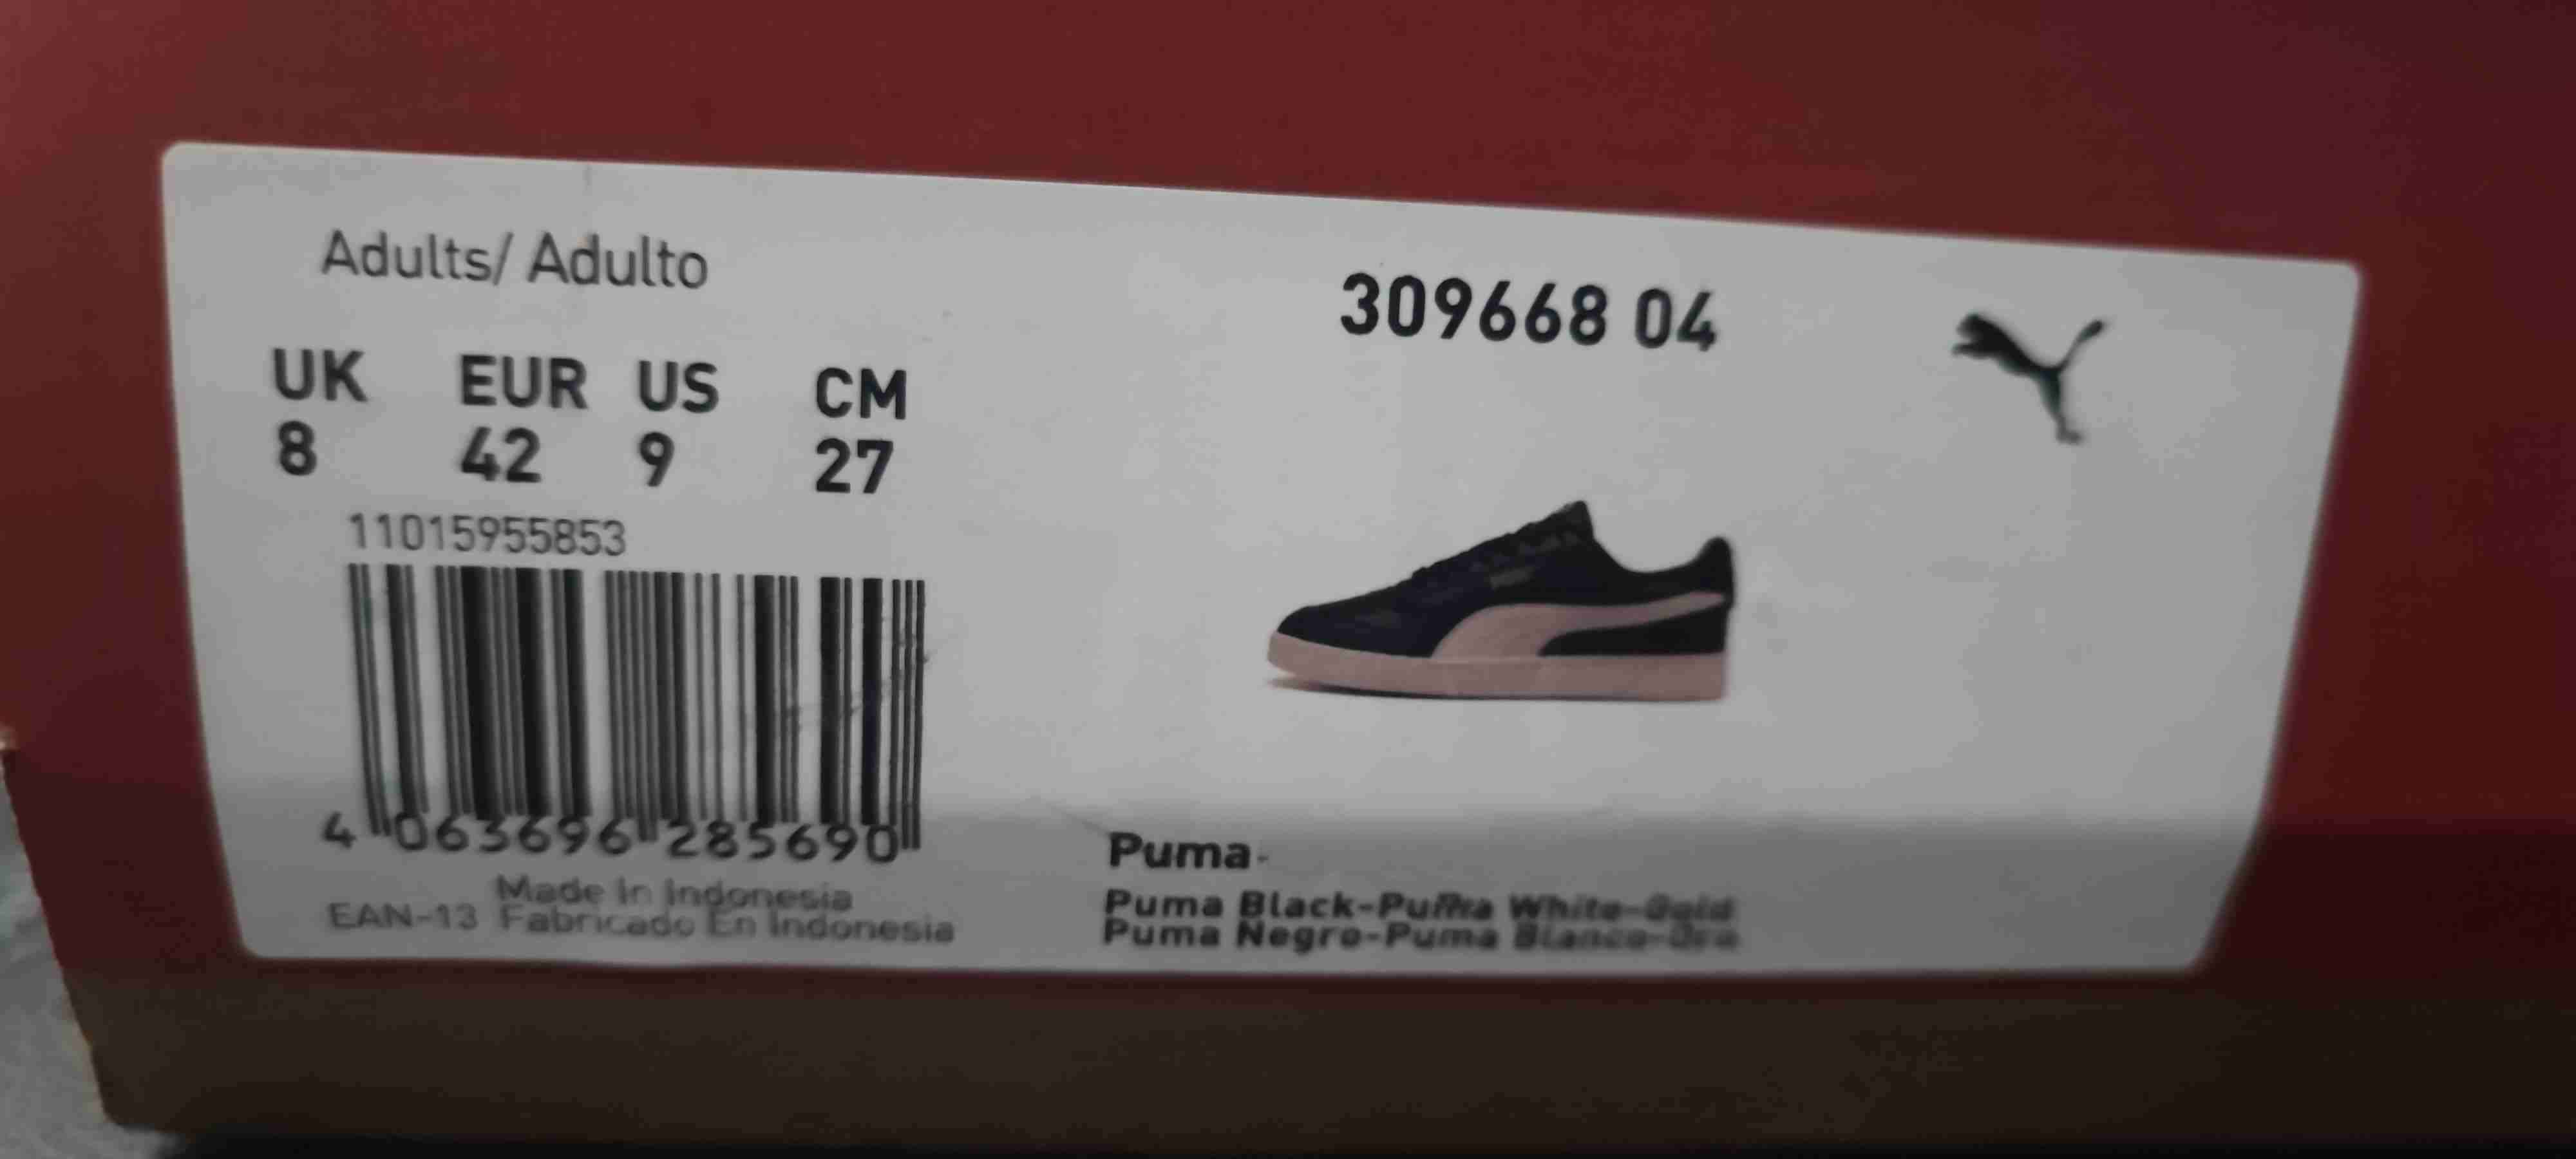 Adults/ Adulto
309668 04
UK EUR US CM
8 42 9 27
11015955853
4 063696 285690
Made In Indonesia
EAN-13 Fabricado En Indonesia
Puma
Puma Black-Puma White-Gold
Puma Negro-Puma Blanco-Oro